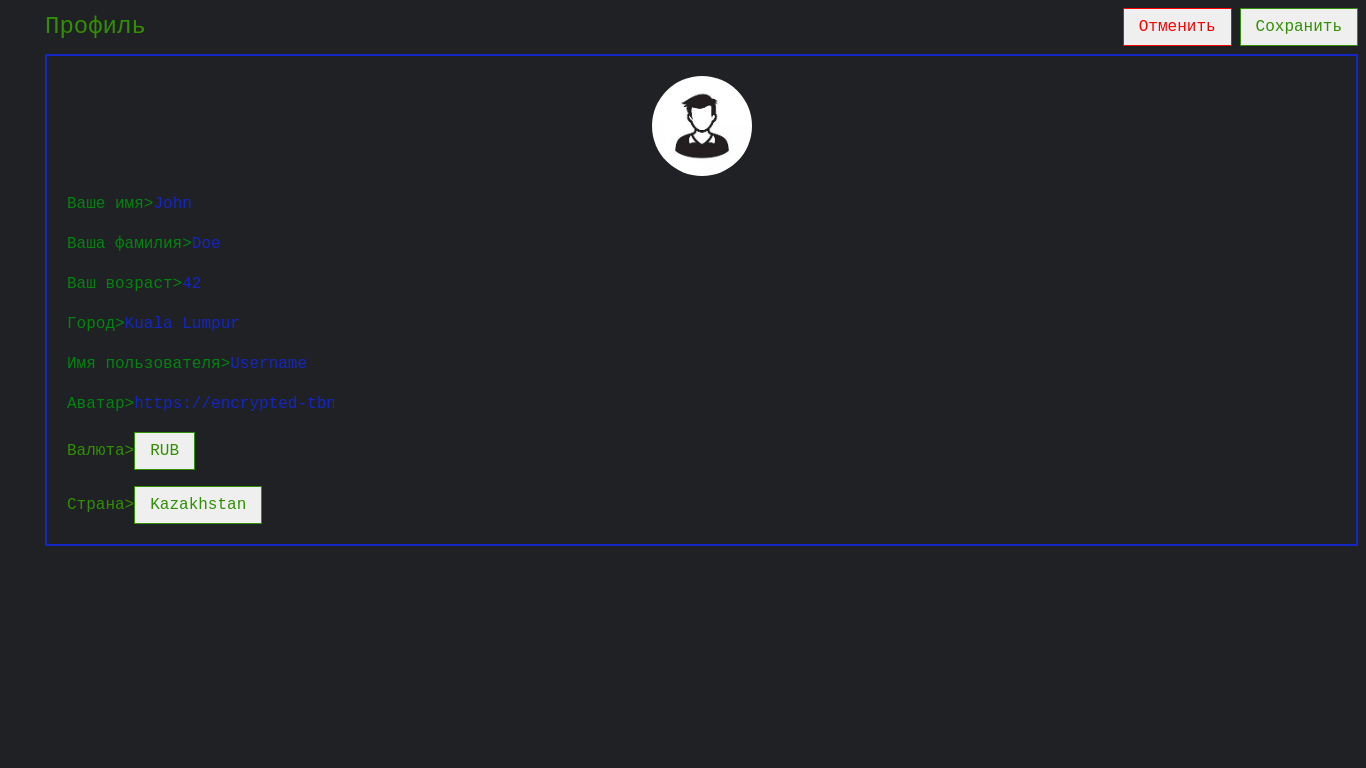 Профиль
Отменить
Сохранить
Ваше имя>John
Ваша фамилия>Doe
Ваш возраст>42
Город>Kuala Lumpur
Имя пользователя>Username
Аватар>https://encrypted-tbn
Валюта>RUB
Страна>Kazakhstan